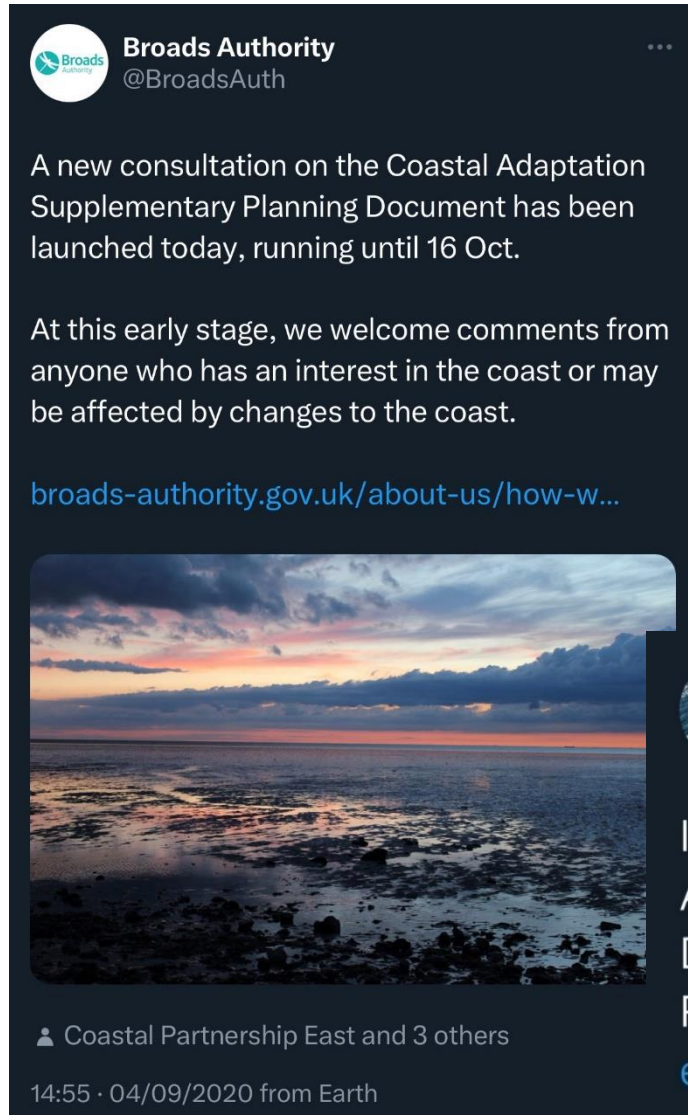 Broads Authority
Broads
Authority
@BroadsAuth
A new consultation on the Coastal Adaptation
Supplementary Planning Document has been
launched today, running until 16 Oct.
At this early stage, we welcome comments from
anyone who has an interest in the coast or may
be affected by changes to the coast.
broads-authority.gov.uk/about-us/how-w...
Coastal Partnership East and 3 others
14:55 · 04/09/2020 from Earth